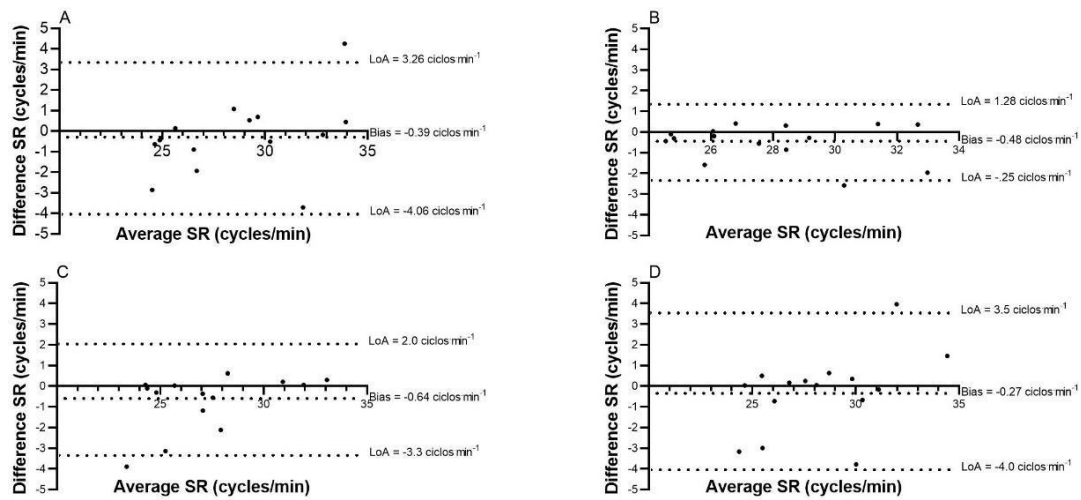 A
Difference SR (cycles/min)
5
4
3
2
1
0
-1
-2
-3
-4
-5
25
30
35
LoA = 3.26 ciclos min-1
Bias = -0.39 ciclos min-1
LoA = -4.06 ciclos min-1
Average SR (cycles/min)
B
Difference SR (cycles/min)
5
4
3
2
1
0
-1
-2
-3
-4
-5
26
28
30
32
34
LoA = 1.28 ciclos min-1
Bias = -0.48 ciclos min-1
LoA = -.25 ciclos min-1
Average SR (cycles/min)
C
Difference SR (cycles/min)
5
4
3
2
1
0
-1
-2
-3
-4
-5
25
30
35
LoA = 2.0 ciclos min-1
Bias = -0.64 ciclos min-1
LoA = -3.3 ciclos min-1
Average SR (cycles/min)
D
Difference SR (cycles/min)
5
4
3
2
1
0
-1
-2
-3
-4
-5
25
30
35
LoA = 3.5 ciclos min-1
Bias = -0.27 ciclos min-1
LoA = -4.0 ciclos min-1
Average SR (cycles/min)